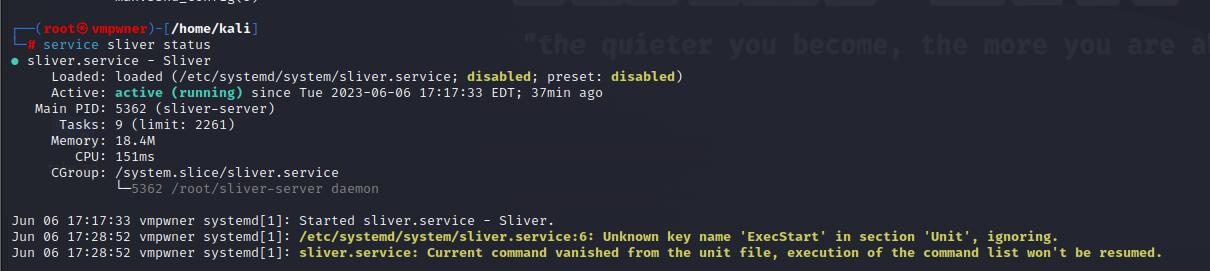 ┌──(root㉿vmpwner)-[/home/kali]
"the quieter you become, the more you are a
└─# service sliver status
● sliver.service - Sliver
Loaded: loaded (/etc/systemd/system/sliver.service; disabled; preset: disabled)
Active: active (running) since Tue 2023-06-06 17:17:33 EDT; 37min ago
Main PID: 5362 (sliver-server)
Tasks: 9 (limit: 2261)
Memory: 18.4M
CPU: 151ms
CGroup: /system.slice/sliver.service
└─5362 /root/sliver-server daemon
Jun 06 17:17:33 vmpwner systemd[1]: Started sliver.service - Sliver.
Jun 06 17:28:52 vmpwner systemd[1]: /etc/systemd/system/sliver.service:6: Unknown key name 'ExecStart' in section 'Unit', ignoring.
Jun 06 17:28:52 vmpwner systemd[1]: sliver.service: Current command vanished from the unit file, execution of the command list won't be resumed.